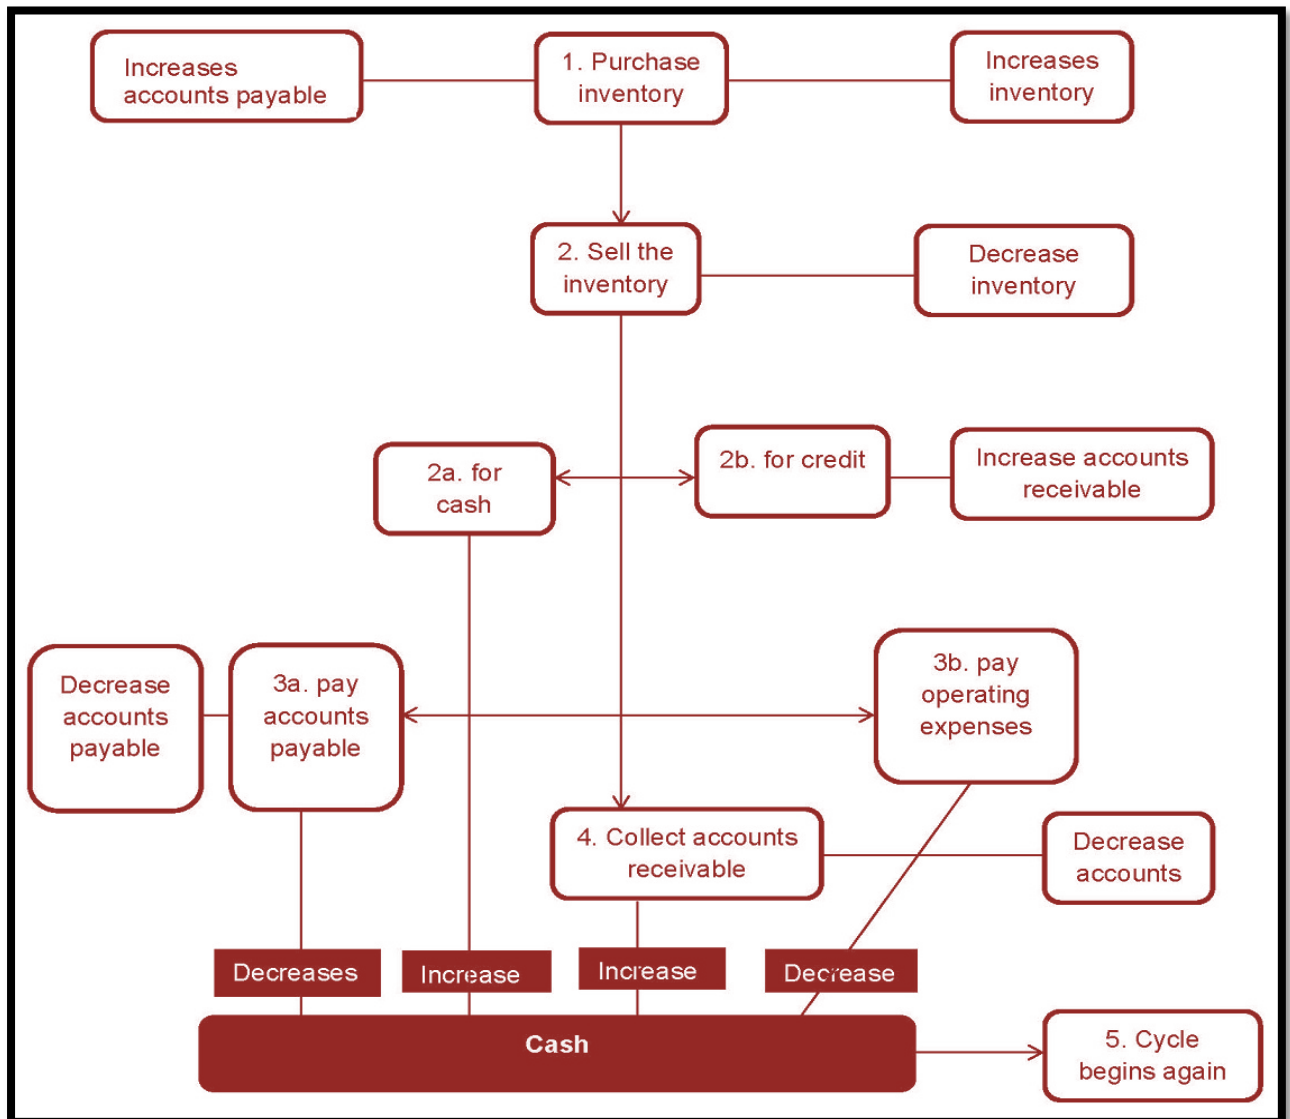 Increases
accounts payable
1. Purchase
inventory
Increases
inventory
2. Sell the
inventory
Decrease
inventory
2a. for
cash
2b. for credit
Increase accounts
receivable
Decrease
accounts
payable
3a. pay
accounts
payable
3b. pay
operating
expenses
4. Collect accounts
receivable
Decrease
accounts
Decreases
Increase
Increase
Decrease
Cash
5. Cycle
begins again